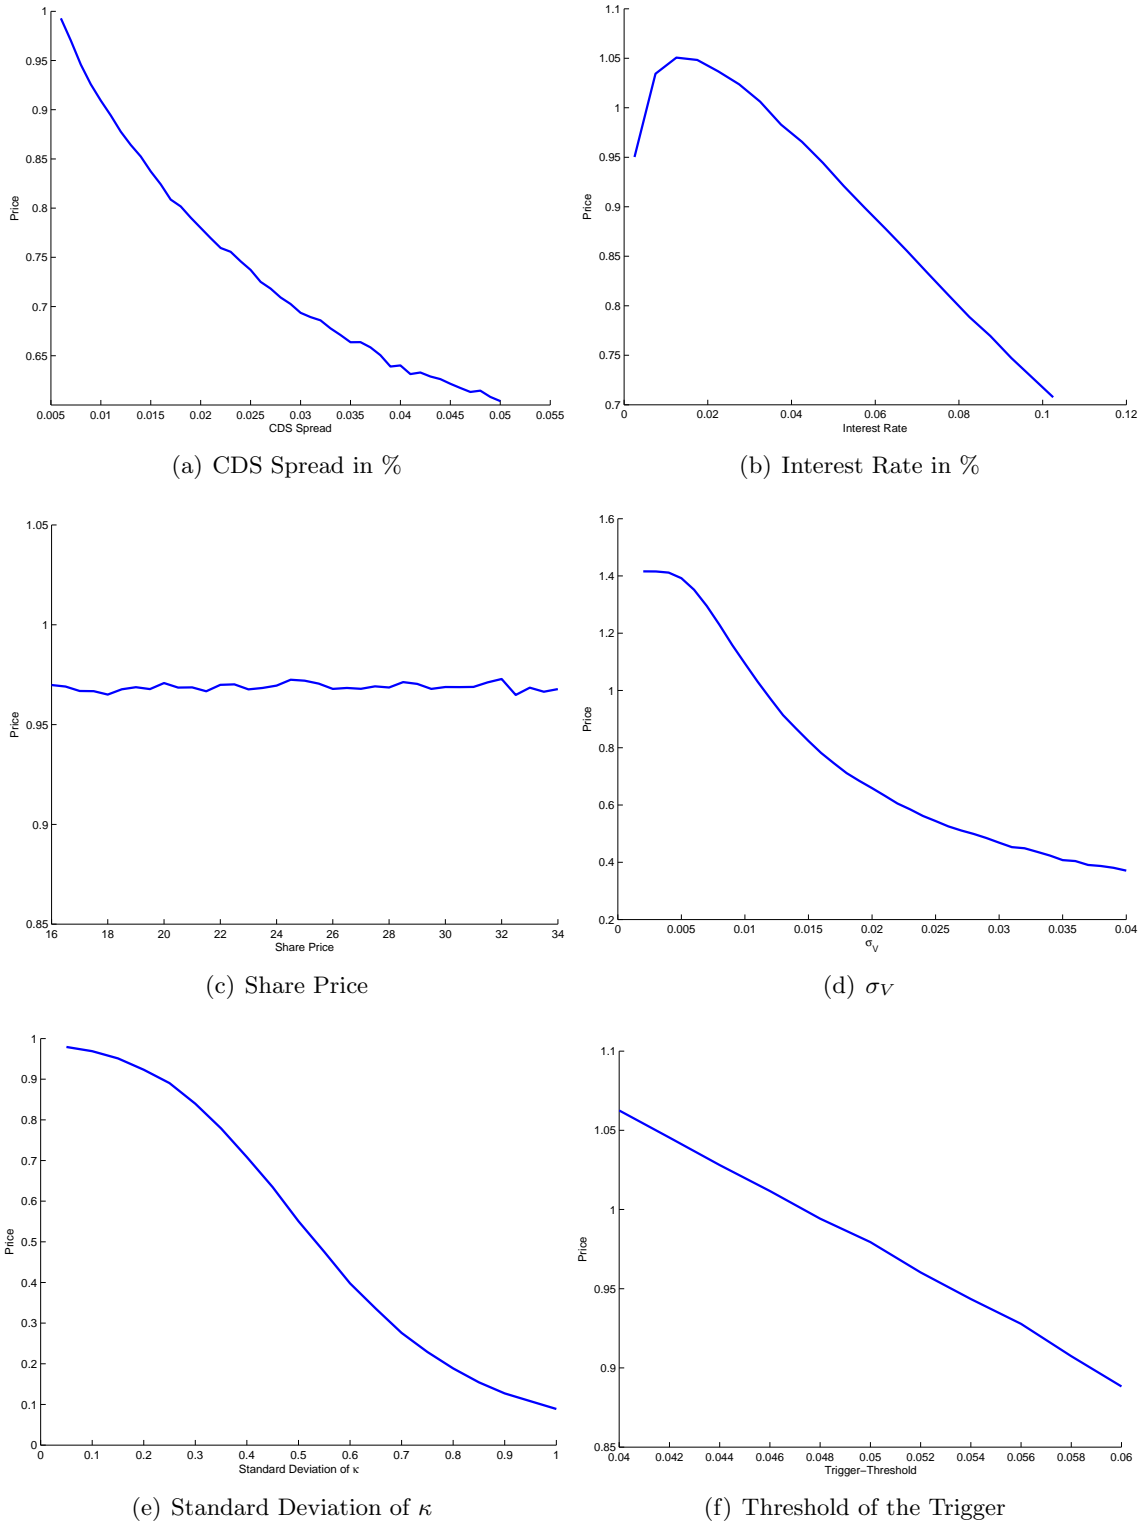 1
0.95
0.9
0.85
0.8
0.75
0.7
0.65
Price
0.005 0.01 0.015 0.02 0.025 0.03 0.035 0.04 0.045 0.05 0.055
CDS Spread
(a) CDS Spread in %
1.1
1.05
1
0.95
0.9
0.85
0.8
0.75
0.7
Price
0 0.02 0.04 0.06 0.08 0.1 0.12
Interest Rate
(b) Interest Rate in %
1.05
1
0.95
0.9
0.85
Price
16 18 20 22 24 26 28 30 32 34
Share Price
(c) Share Price
1.6
1.4
1.2
1
0.8
0.6
0.4
0.2
Price
0 0.005 0.01 0.015 0.02 0.025 0.03 0.035 0.04
σV
(d) σV
1
0.9
0.8
0.7
0.6
0.5
0.4
0.3
0.2
0.1
0
Price
0 0.1 0.2 0.3 0.4 0.5 0.6 0.7 0.8 0.9 1
Standard Deviation of κ
(e) Standard Deviation of κ
1.1
1.05
1
0.95
0.9
0.85
Price
0.04 0.042 0.044 0.046 0.048 0.05 0.052 0.054 0.056 0.058 0.06
Trigger−Threshold
(f) Threshold of the Trigger